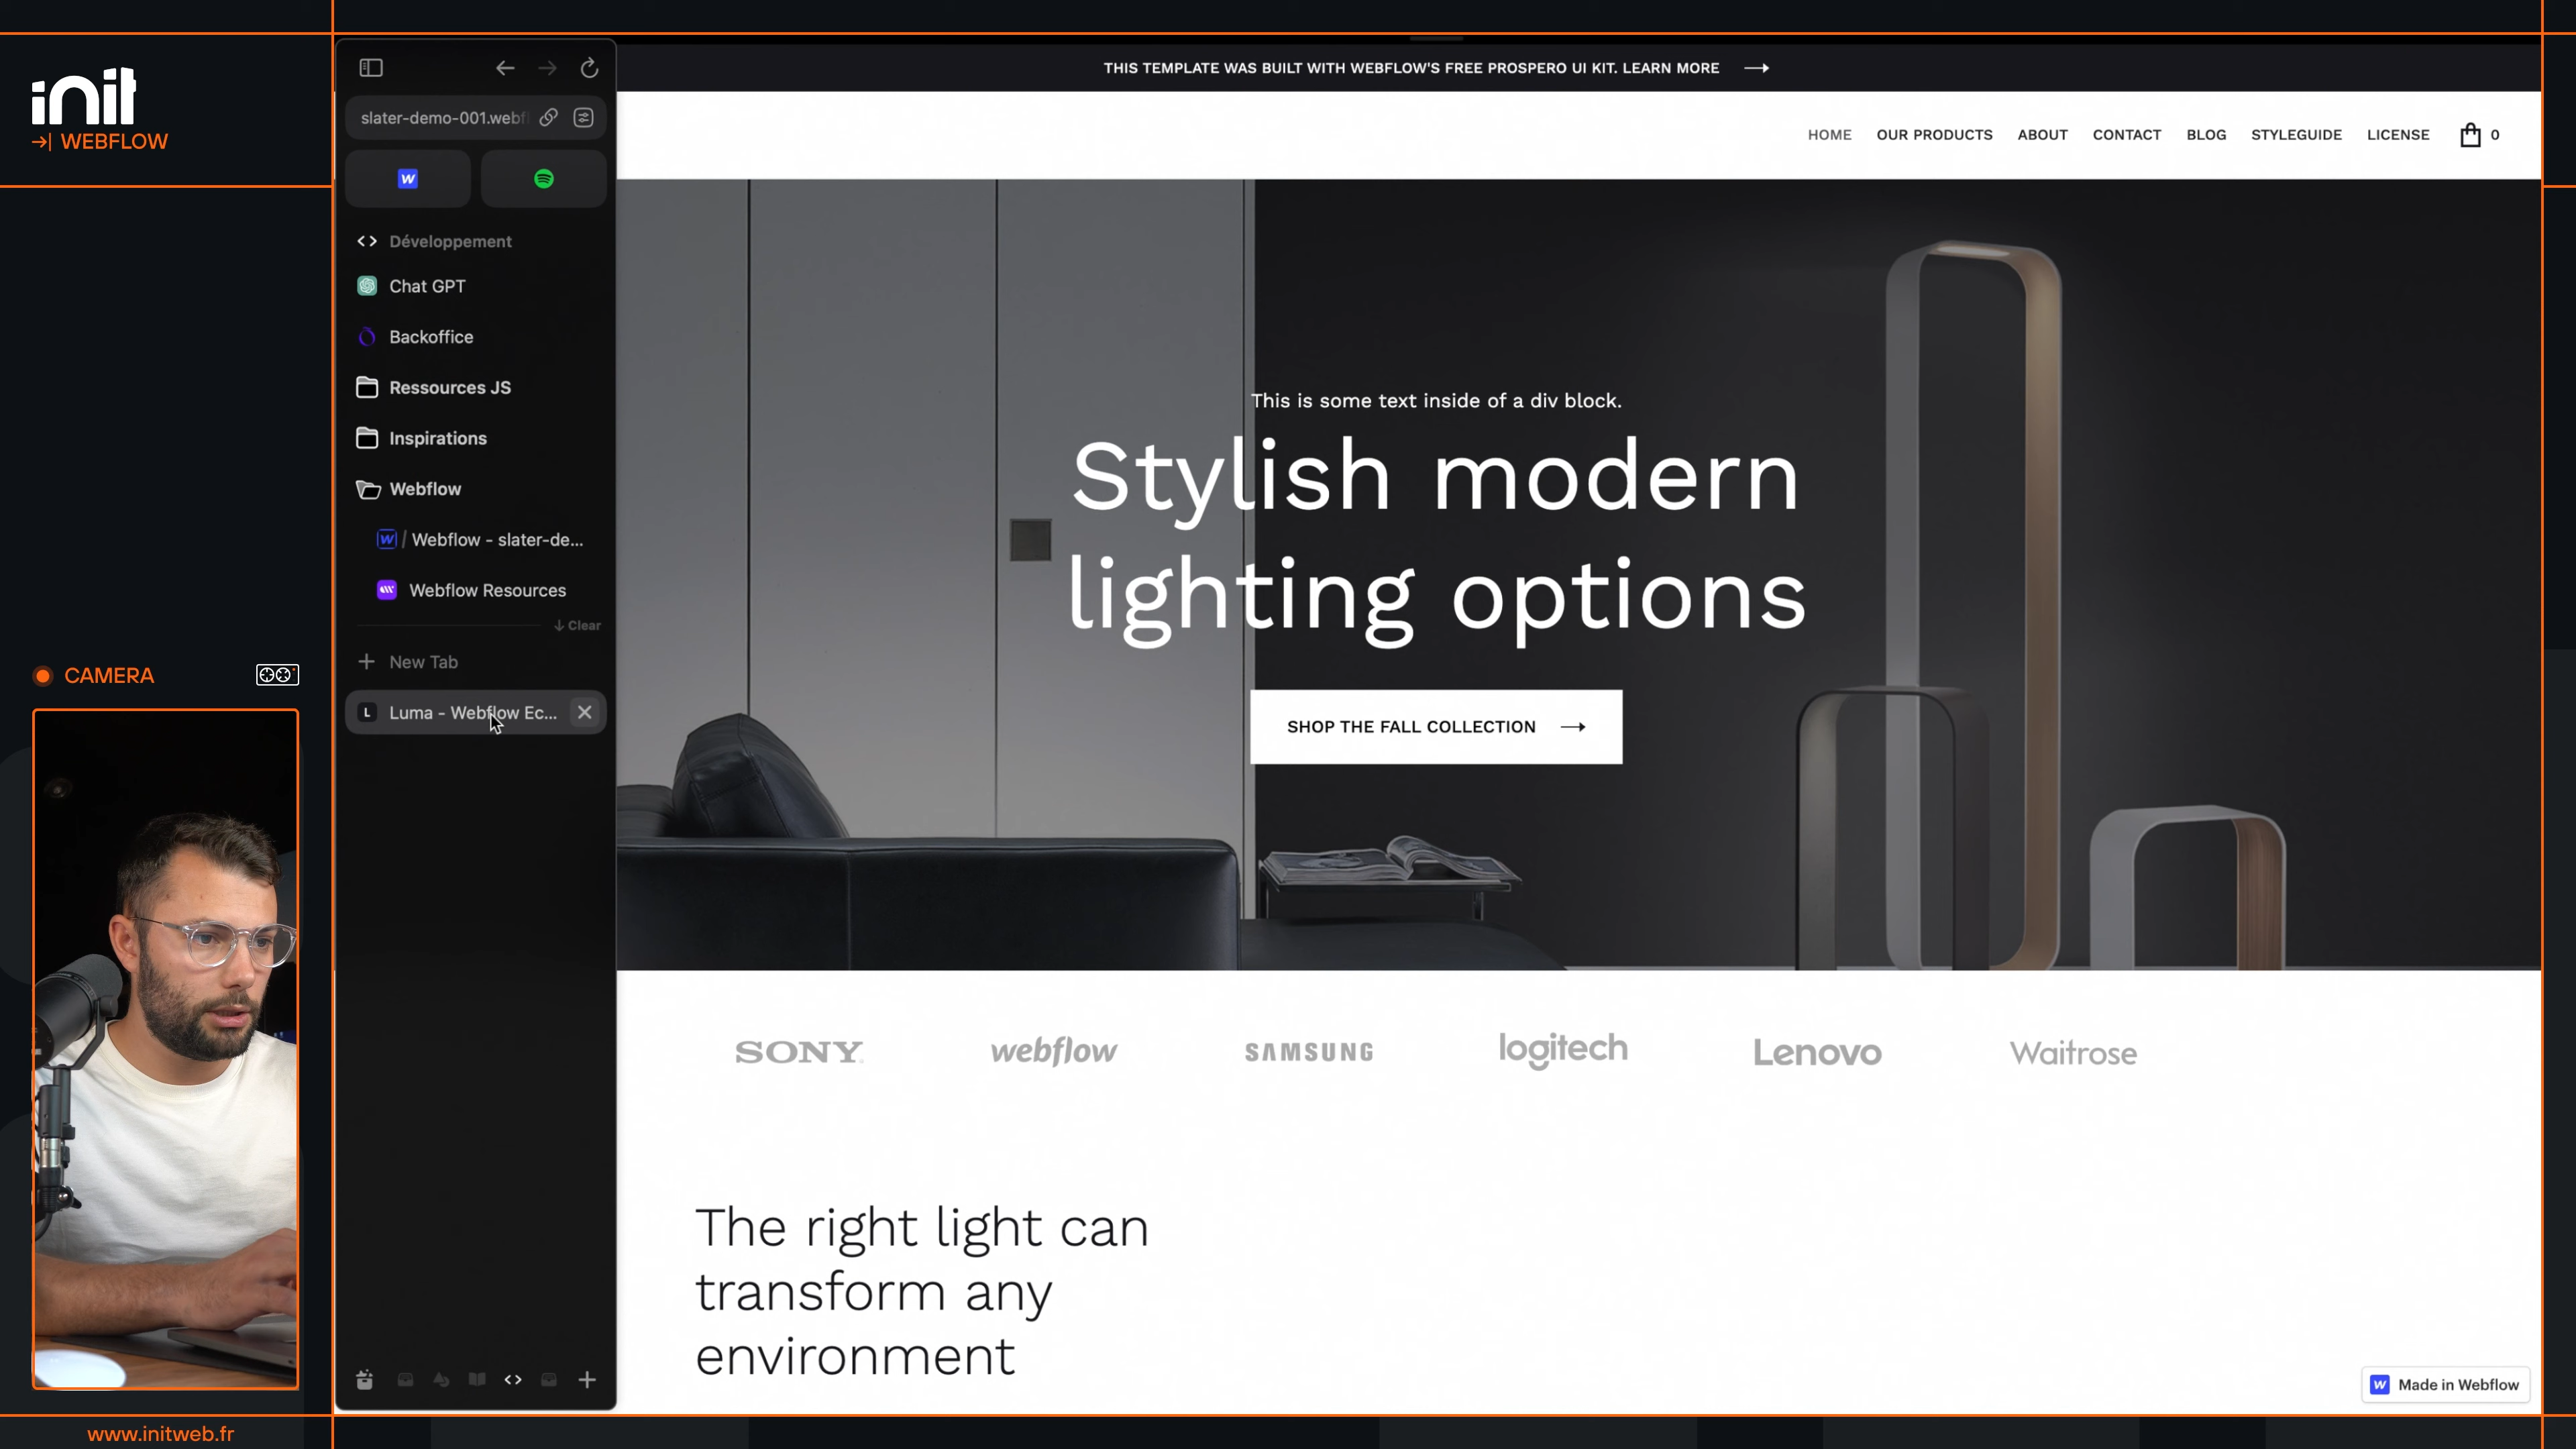 init
WEBFLOW
CAMERA
www.initweb.fr
slater-demo-001.webf
Développement
Chat GPT
Backoffice
Ressources JS
Inspirations
Webflow
/ Webflow - slater-de...
Webflow Resources
Clear
New Tab
L Luma - Webflow Ec...
THIS TEMPLATE WAS BUILT WITH WEBFLOW'S FREE PROSPERO UI KIT. LEARN MORE
HOME OUR PRODUCTS ABOUT CONTACT BLOG STYLEGUIDE LICENSE 0
This is some text inside of a div block.
Stylish modern
lighting options
SHOP THE FALL COLLECTION
SONY webflow SAMSUNG logitech Lenovo Waitrose
The right light can
transform any
environment
Made in Webflow